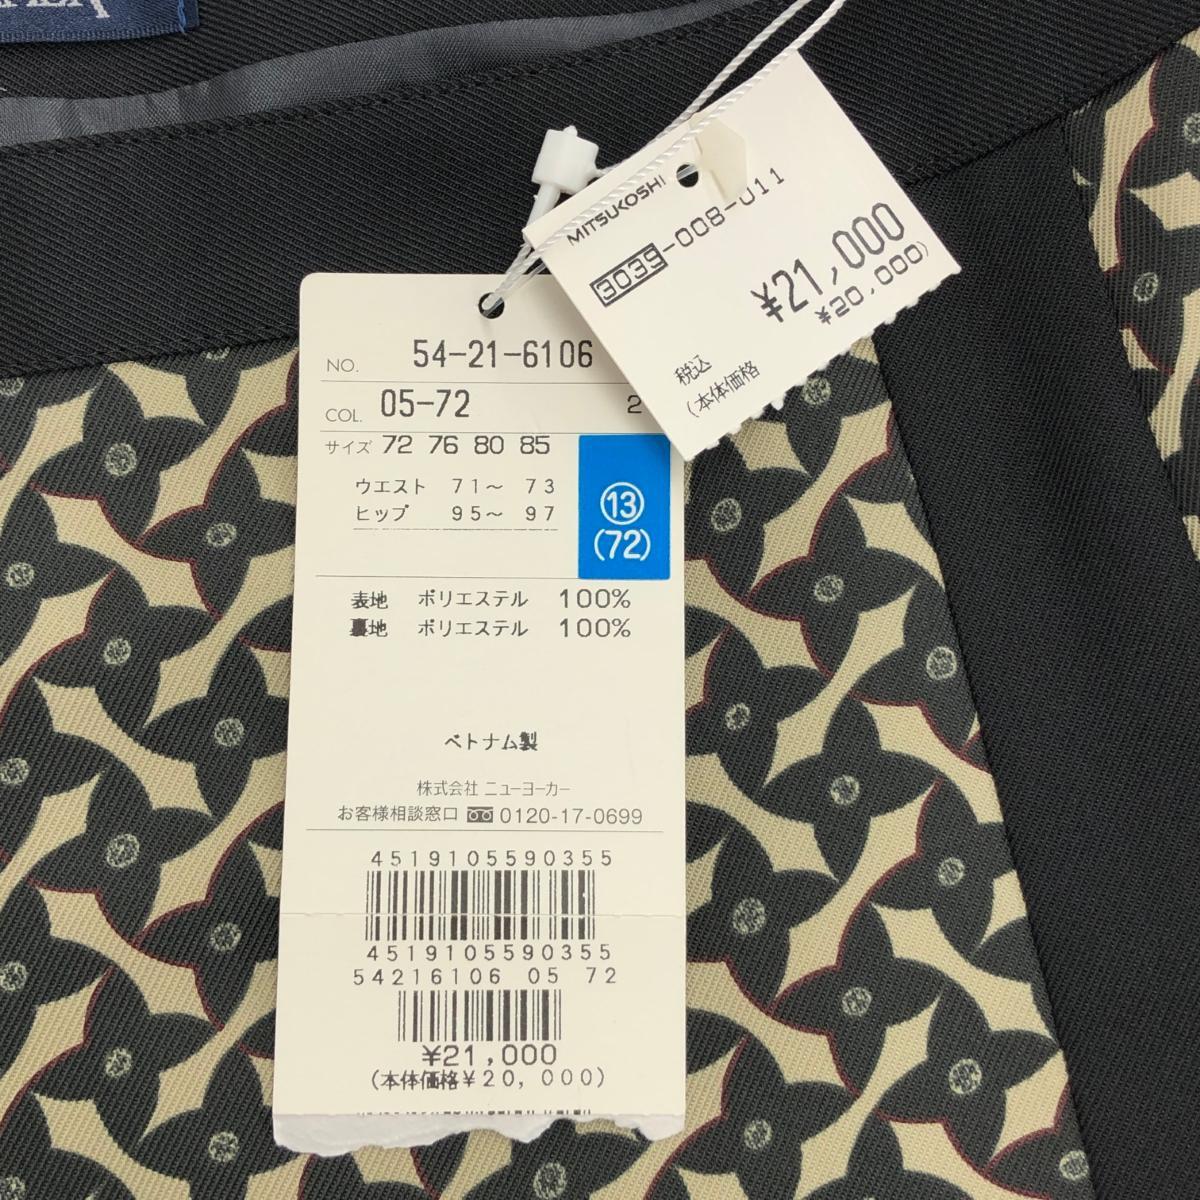 MITSUKOSHI
3039-008-011
¥21,000
¥20,000)
税込
(本体価格
NO. 54-21-6106
COL. 05-72 2
サイズ 72 76 80 85
ウエスト 71～ 73
ヒップ 95～ 97
⑬
(72)
表地 ポリエステル 100%
裏地 ポリエステル 100%
ベトナム製
株式会社 ニューヨーカー
お客様相談窓口 0120-17-0699
4519105590355
4519105590355
54216106 05 72
¥21,000
(本体価格¥20,000)